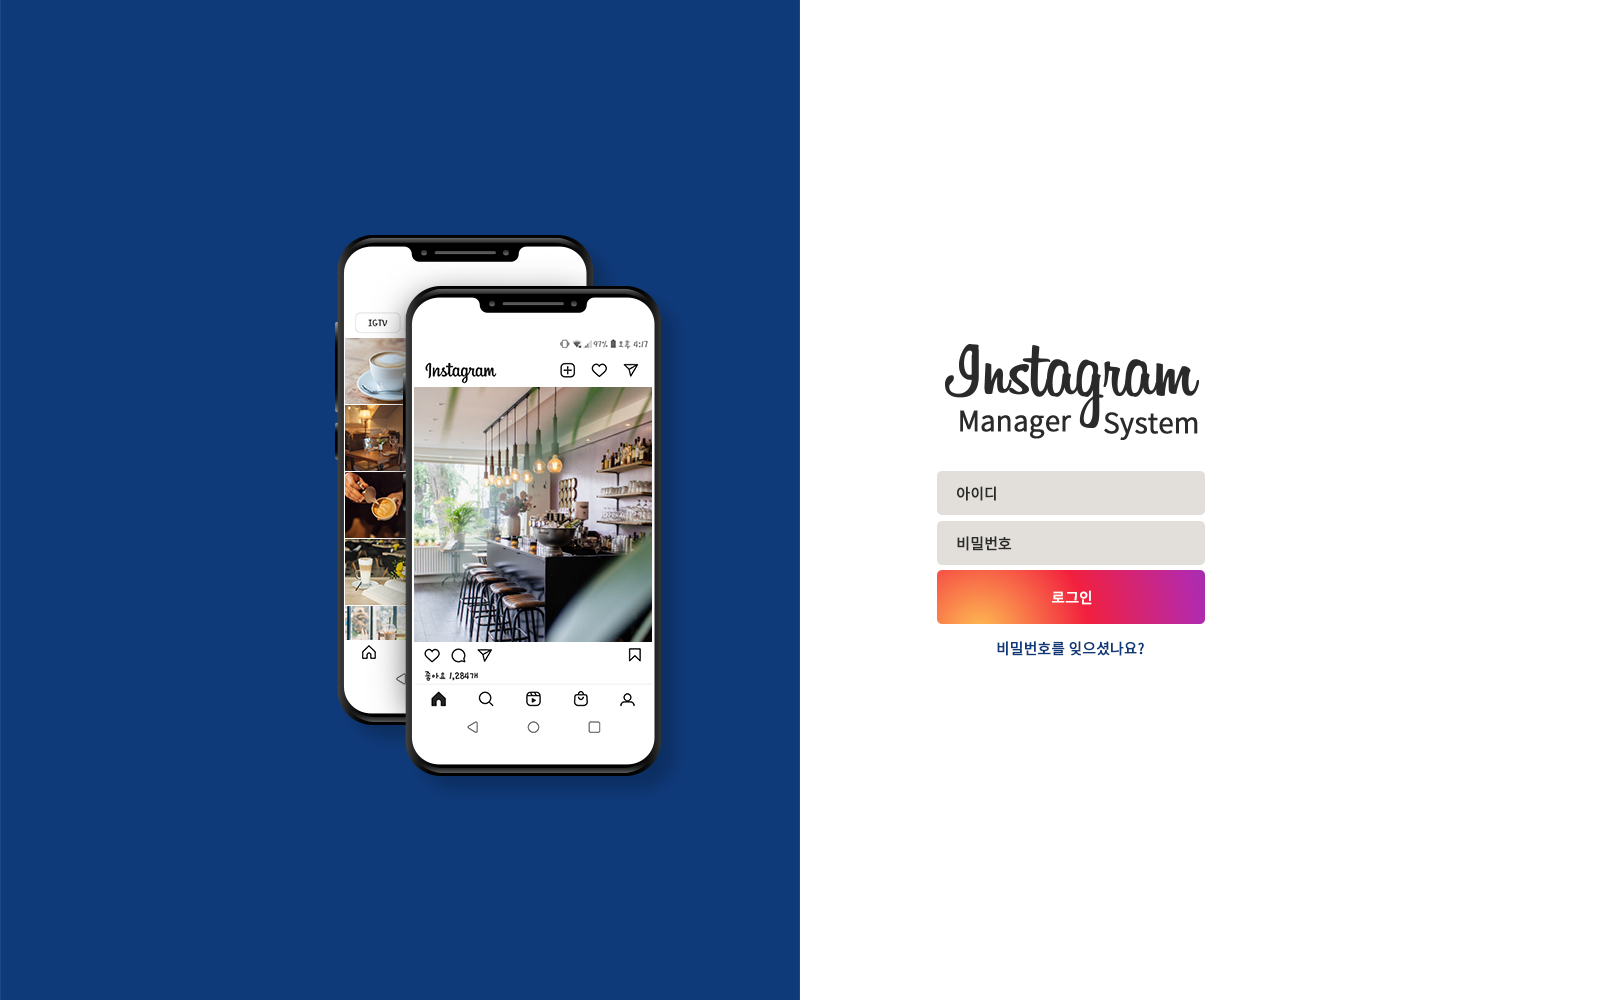 IGTV
97% 오후 4:17
Instagram
좋아요 1,284개
Instagram
Manager System
아이디
비밀번호
로그인
비밀번호를 잊으셨나요?